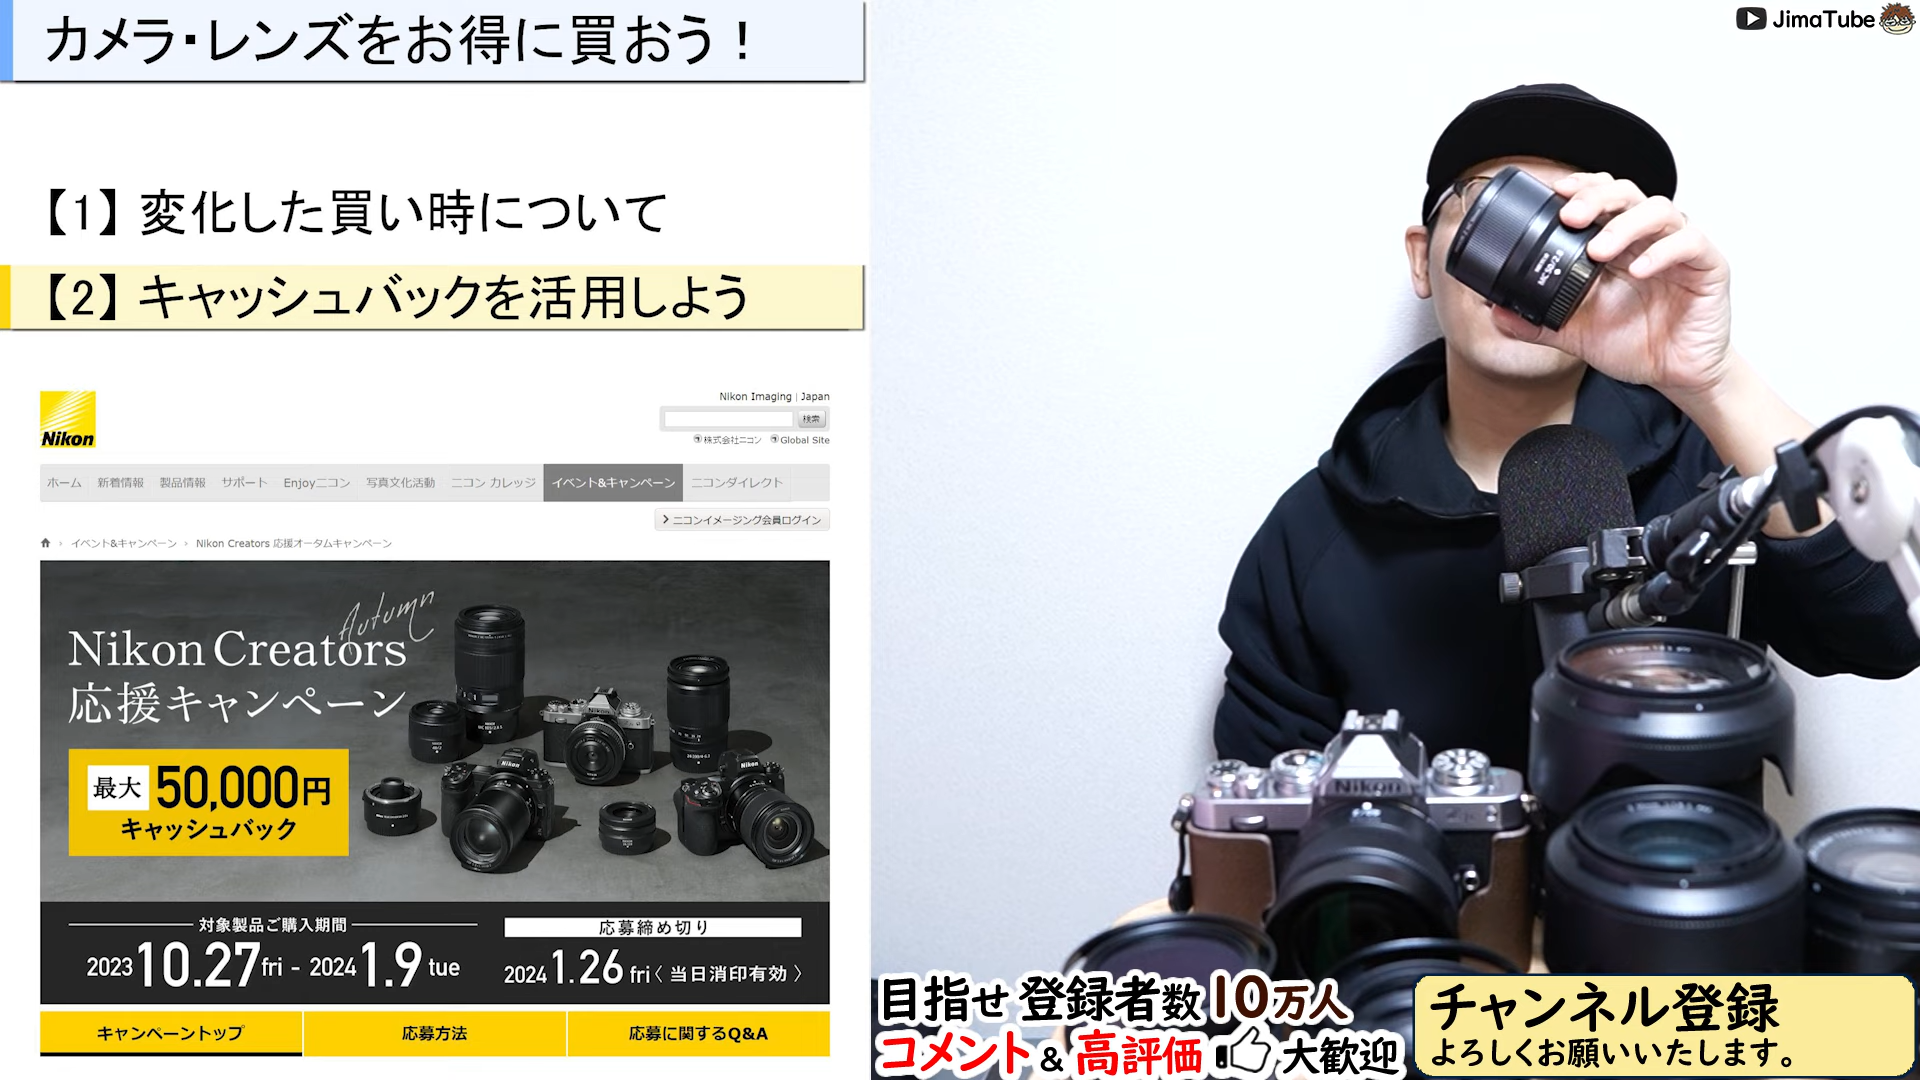 カメラ・レンズをお得に買おう！
【1】 変化した買い時について
【2】 キャッシュバックを活用しよう
Nikon
Nikon Imaging | Japan
検索
株式会社ニコン Global Site
ホーム 新着情報 製品情報 サポート Enjoyニコン 写真文化活動 ニコン カレッジ イベント&キャンペーン ニコンダイレクト
ニコンイメージング会員ログイン
イベント&キャンペーン › Nikon Creators 応援オータムキャンペーン
Autumn
Nikon Creators
応援キャンペーン
最大 50,000円
キャッシュバック
対象製品ご購入期間
2023 10.27 fri - 2024 1.9 tue
応募締め切り
2024 1.26 fri〈 当日消印有効 〉
キャンペーントップ 応募方法 応募に関するQ&A
JimaTube
MC 50/2.8
Nikon
目指せ 登録者数 10万人
コメント & 高評価 大歓迎
チャンネル登録
よろしくお願いいたします。